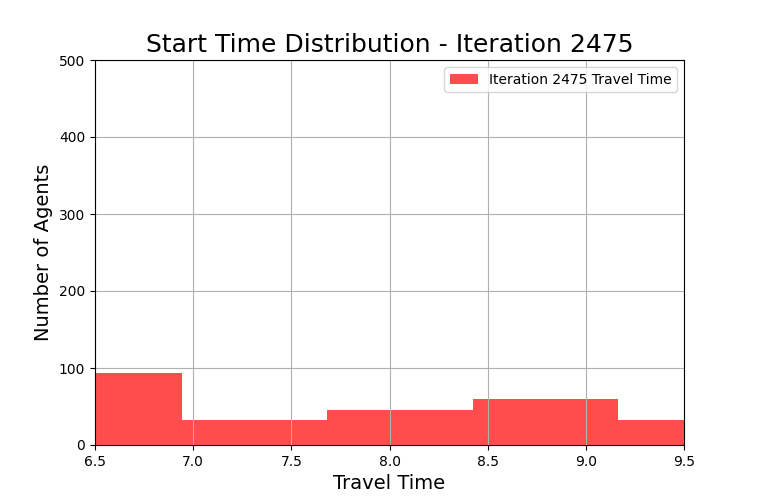 Start Time Distribution - Iteration 2475
Iteration 2475 Travel Time
Number of Agents
500
400
300
200
100
0
6.5 7.0 7.5 8.0 8.5 9.0 9.5
Travel Time